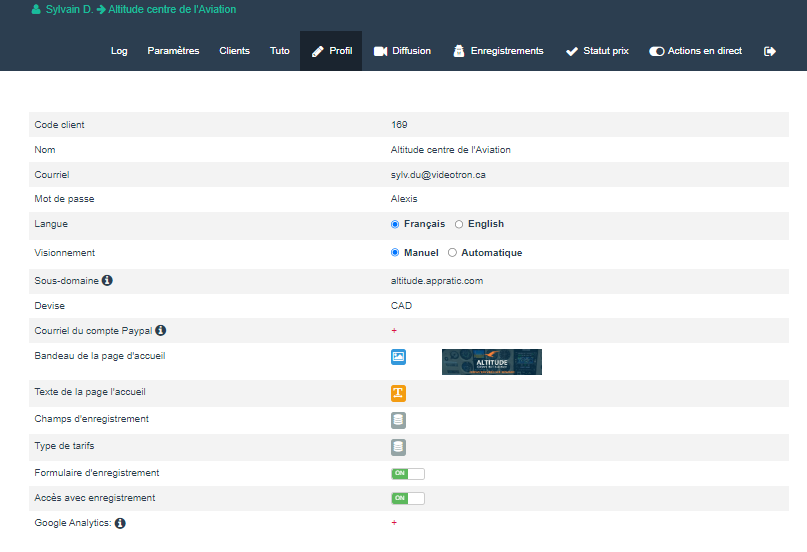 Sylvain D. → Altitude centre de l'Aviation
Log Paramètres Clients Tuto Profil Diffusion Enregistrements Statut prix Actions en direct
Code client 169
Nom Altitude centre de l'Aviation
Courriel sylv.du@videotron.ca
Mot de passe Alexis
Langue Français English
Visionnement Manuel Automatique
Sous-domaine altitude.appratic.com
Devise CAD
Courriel du compte Paypal +
Bandeau de la page d'accueil ALTITUDE
Texte de la page l'accueil
Champs d'enregistrement
Type de tarifs
Formulaire d'enregistrement ON
Accès avec enregistrement ON
Google Analytics: +